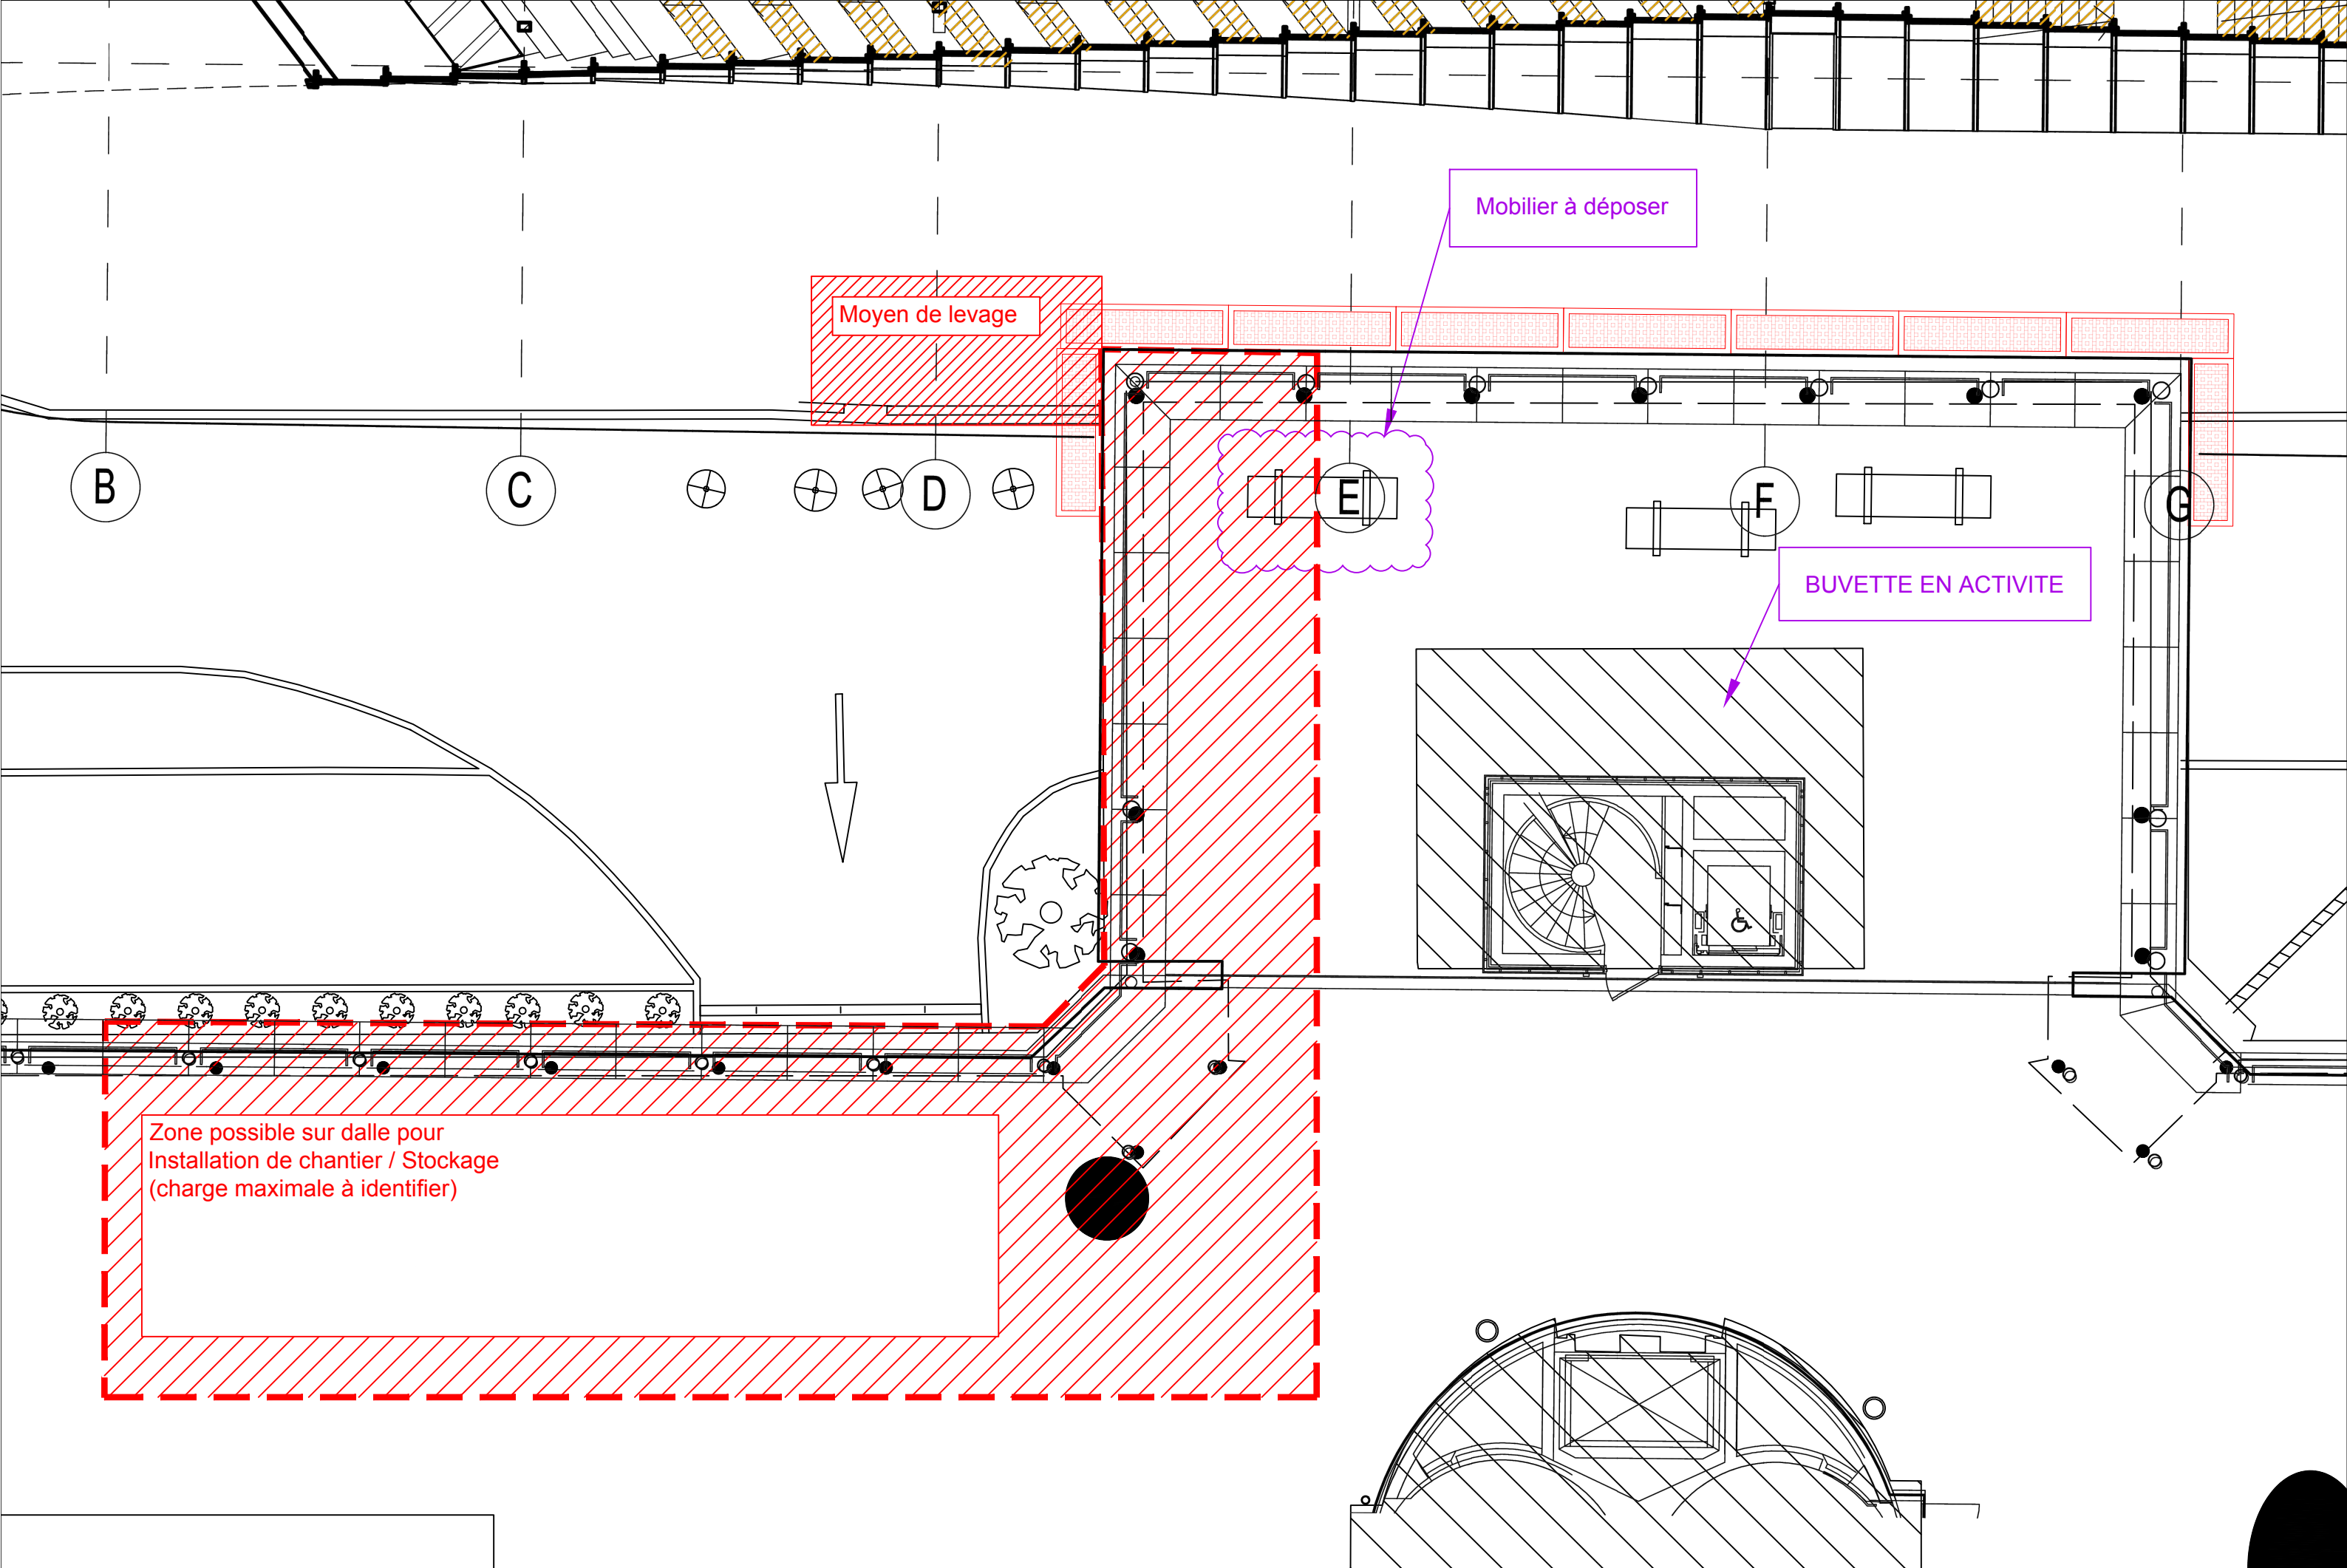 Mobilier à déposer
Moyen de levage
B
C
D
E
F
G
BUVETTE EN ACTIVITE
Zone possible sur dalle pour
Installation de chantier / Stockage
(charge maximale à identifier)